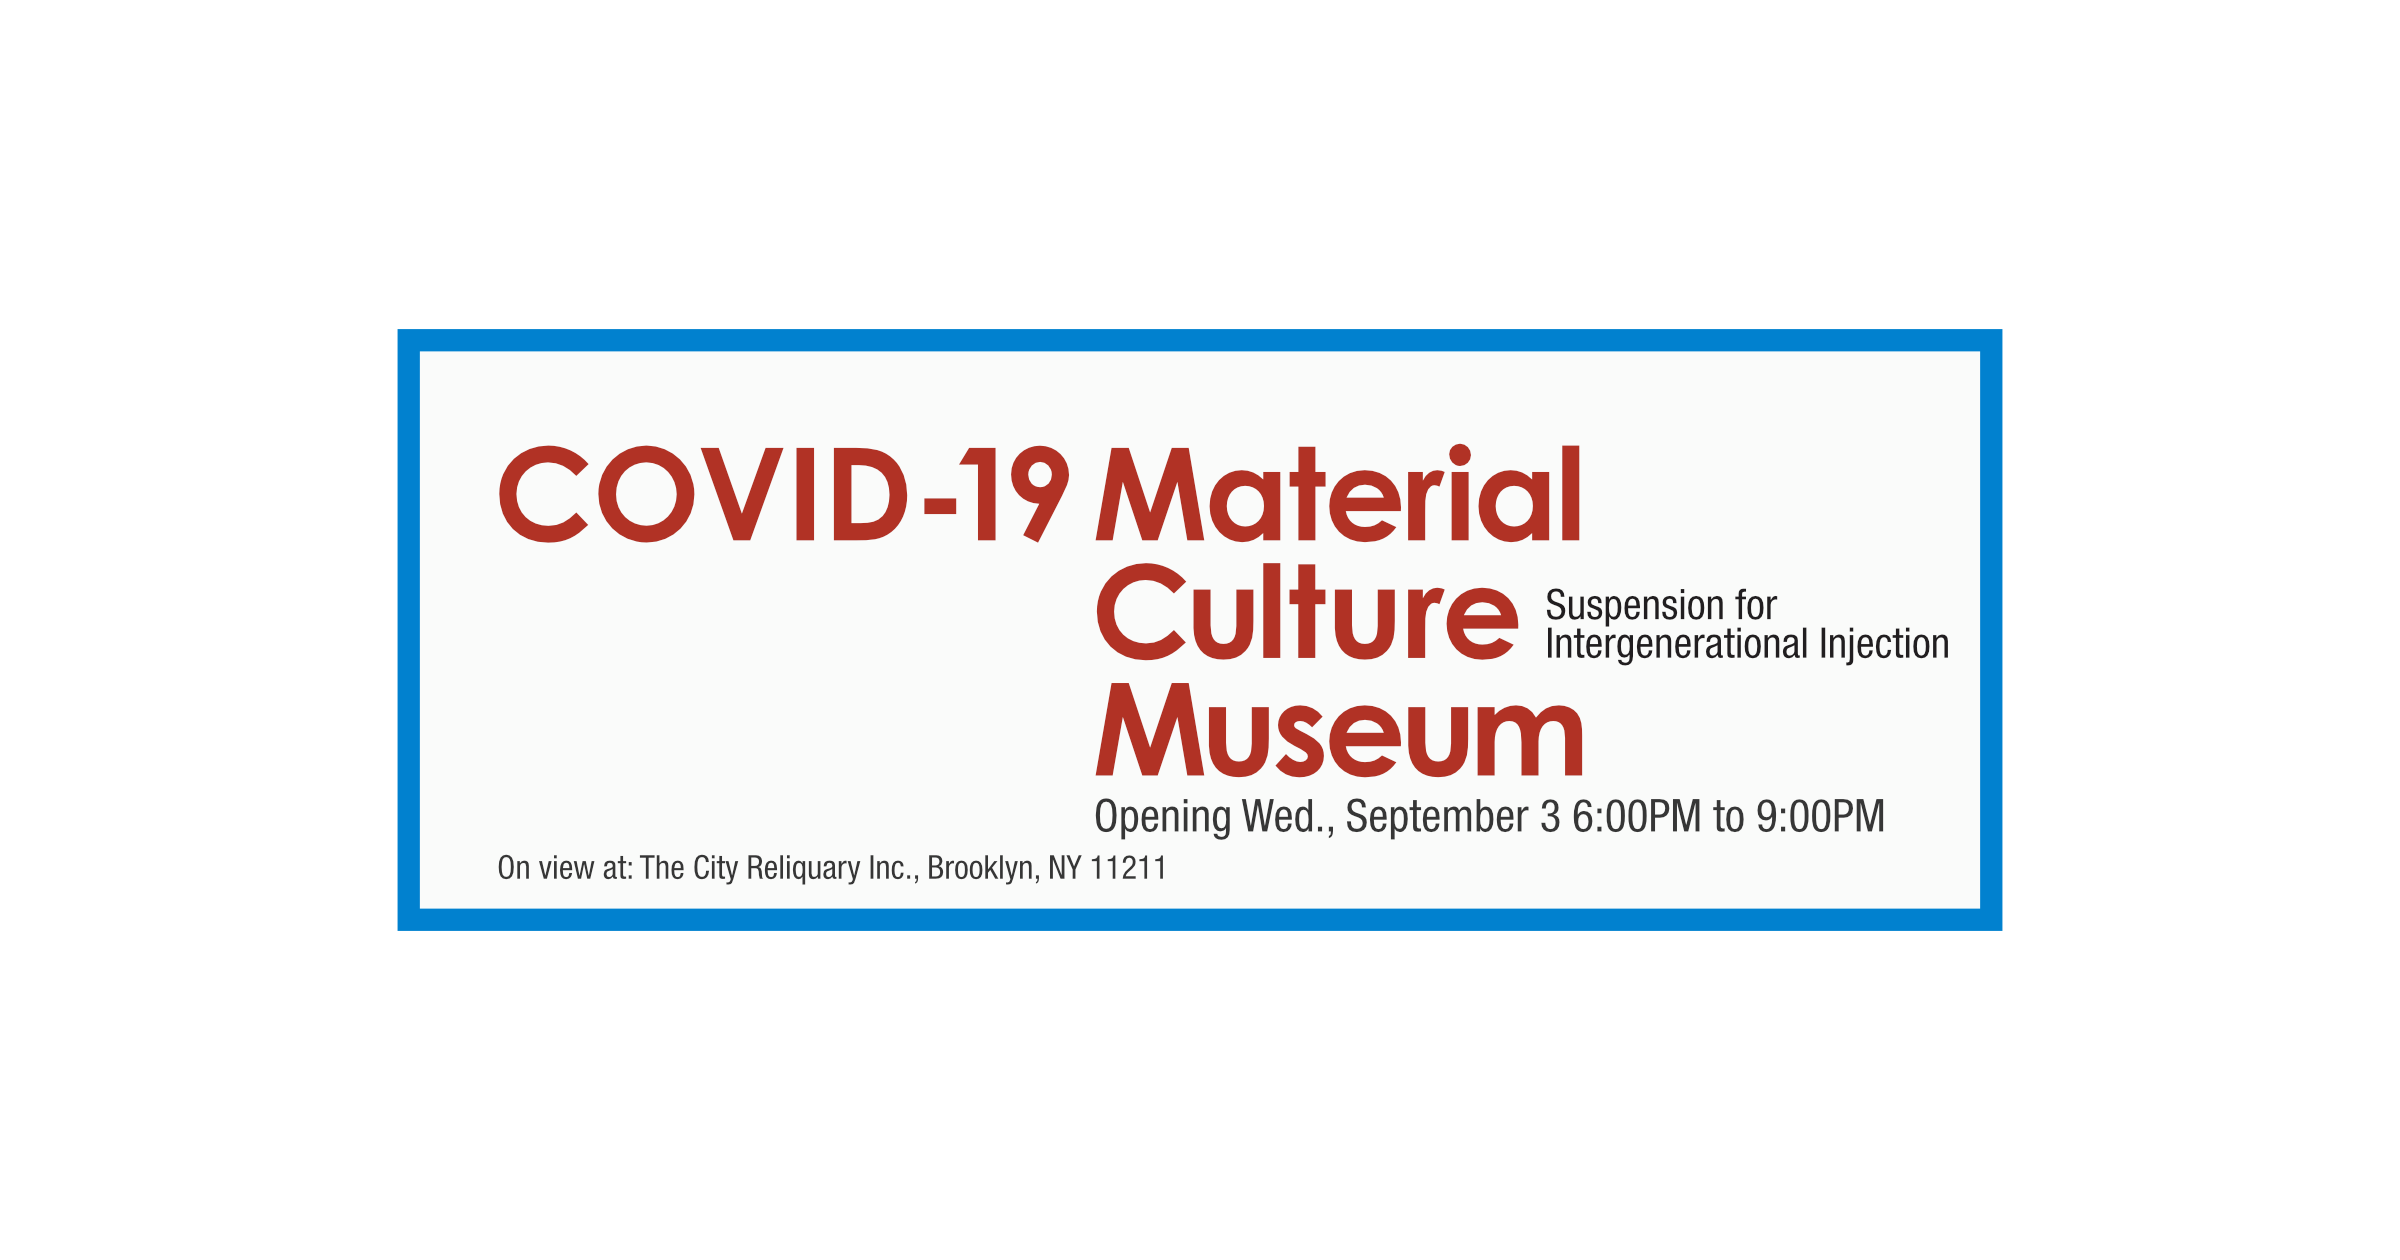 COVID-19 Material
Culture
Suspension for
Intergenerational Injection
Museum
Opening Wed., September 3 6:00PM to 9:00PM
On view at: The City Reliquary Inc., Brooklyn, NY 11211